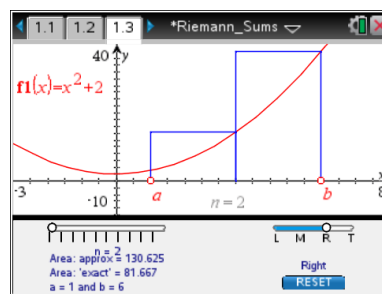 1.1 1.2 1.3 *Riemann_Sums
40 y
f1(x)=x²+2
x
-3 a b 8
-10 n=2
n = 2
L M R T
Area: approx = 130.625
Area: 'exact' = 81.667
a = 1 and b = 6
Right
RESET